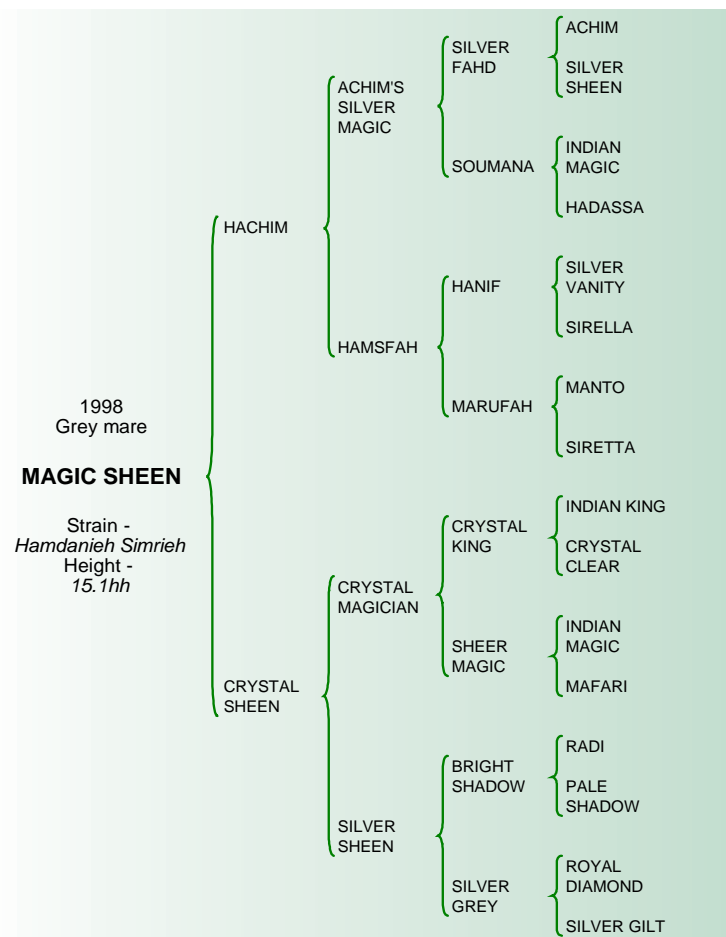 1998
Grey mare
MAGIC SHEEN
Strain -
Hamdanieh Simrieh
Height -
15.1hh
HACHIM
CRYSTAL
SHEEN
ACHIM'S
SILVER
MAGIC
HAMSFAH
CRYSTAL
MAGICIAN
SILVER
SHEEN
SILVER
FAHD
SOUMANA
HANIF
MARUFAH
CRYSTAL
KING
SHEER
MAGIC
BRIGHT
SHADOW
SILVER
GREY
ACHIM
SILVER
SHEEN
INDIAN
MAGIC
HADASSA
SILVER
VANITY
SIRELLA
MANTO
SIRETTA
INDIAN KING
CRYSTAL
CLEAR
INDIAN
MAGIC
MAFARI
RADI
PALE
SHADOW
ROYAL
DIAMOND
SILVER GILT